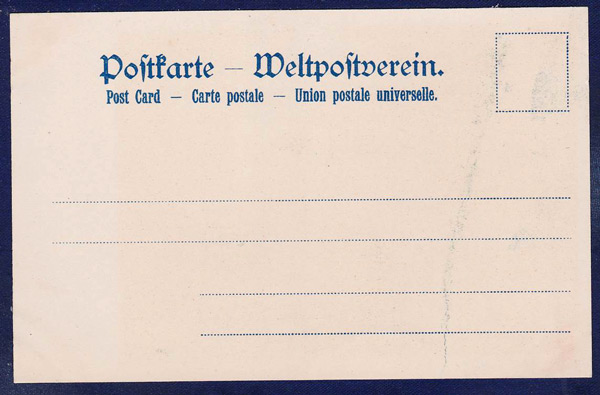 Postkarte — Weltpostverein.
Post Card — Carte postale — Union postale universelle.